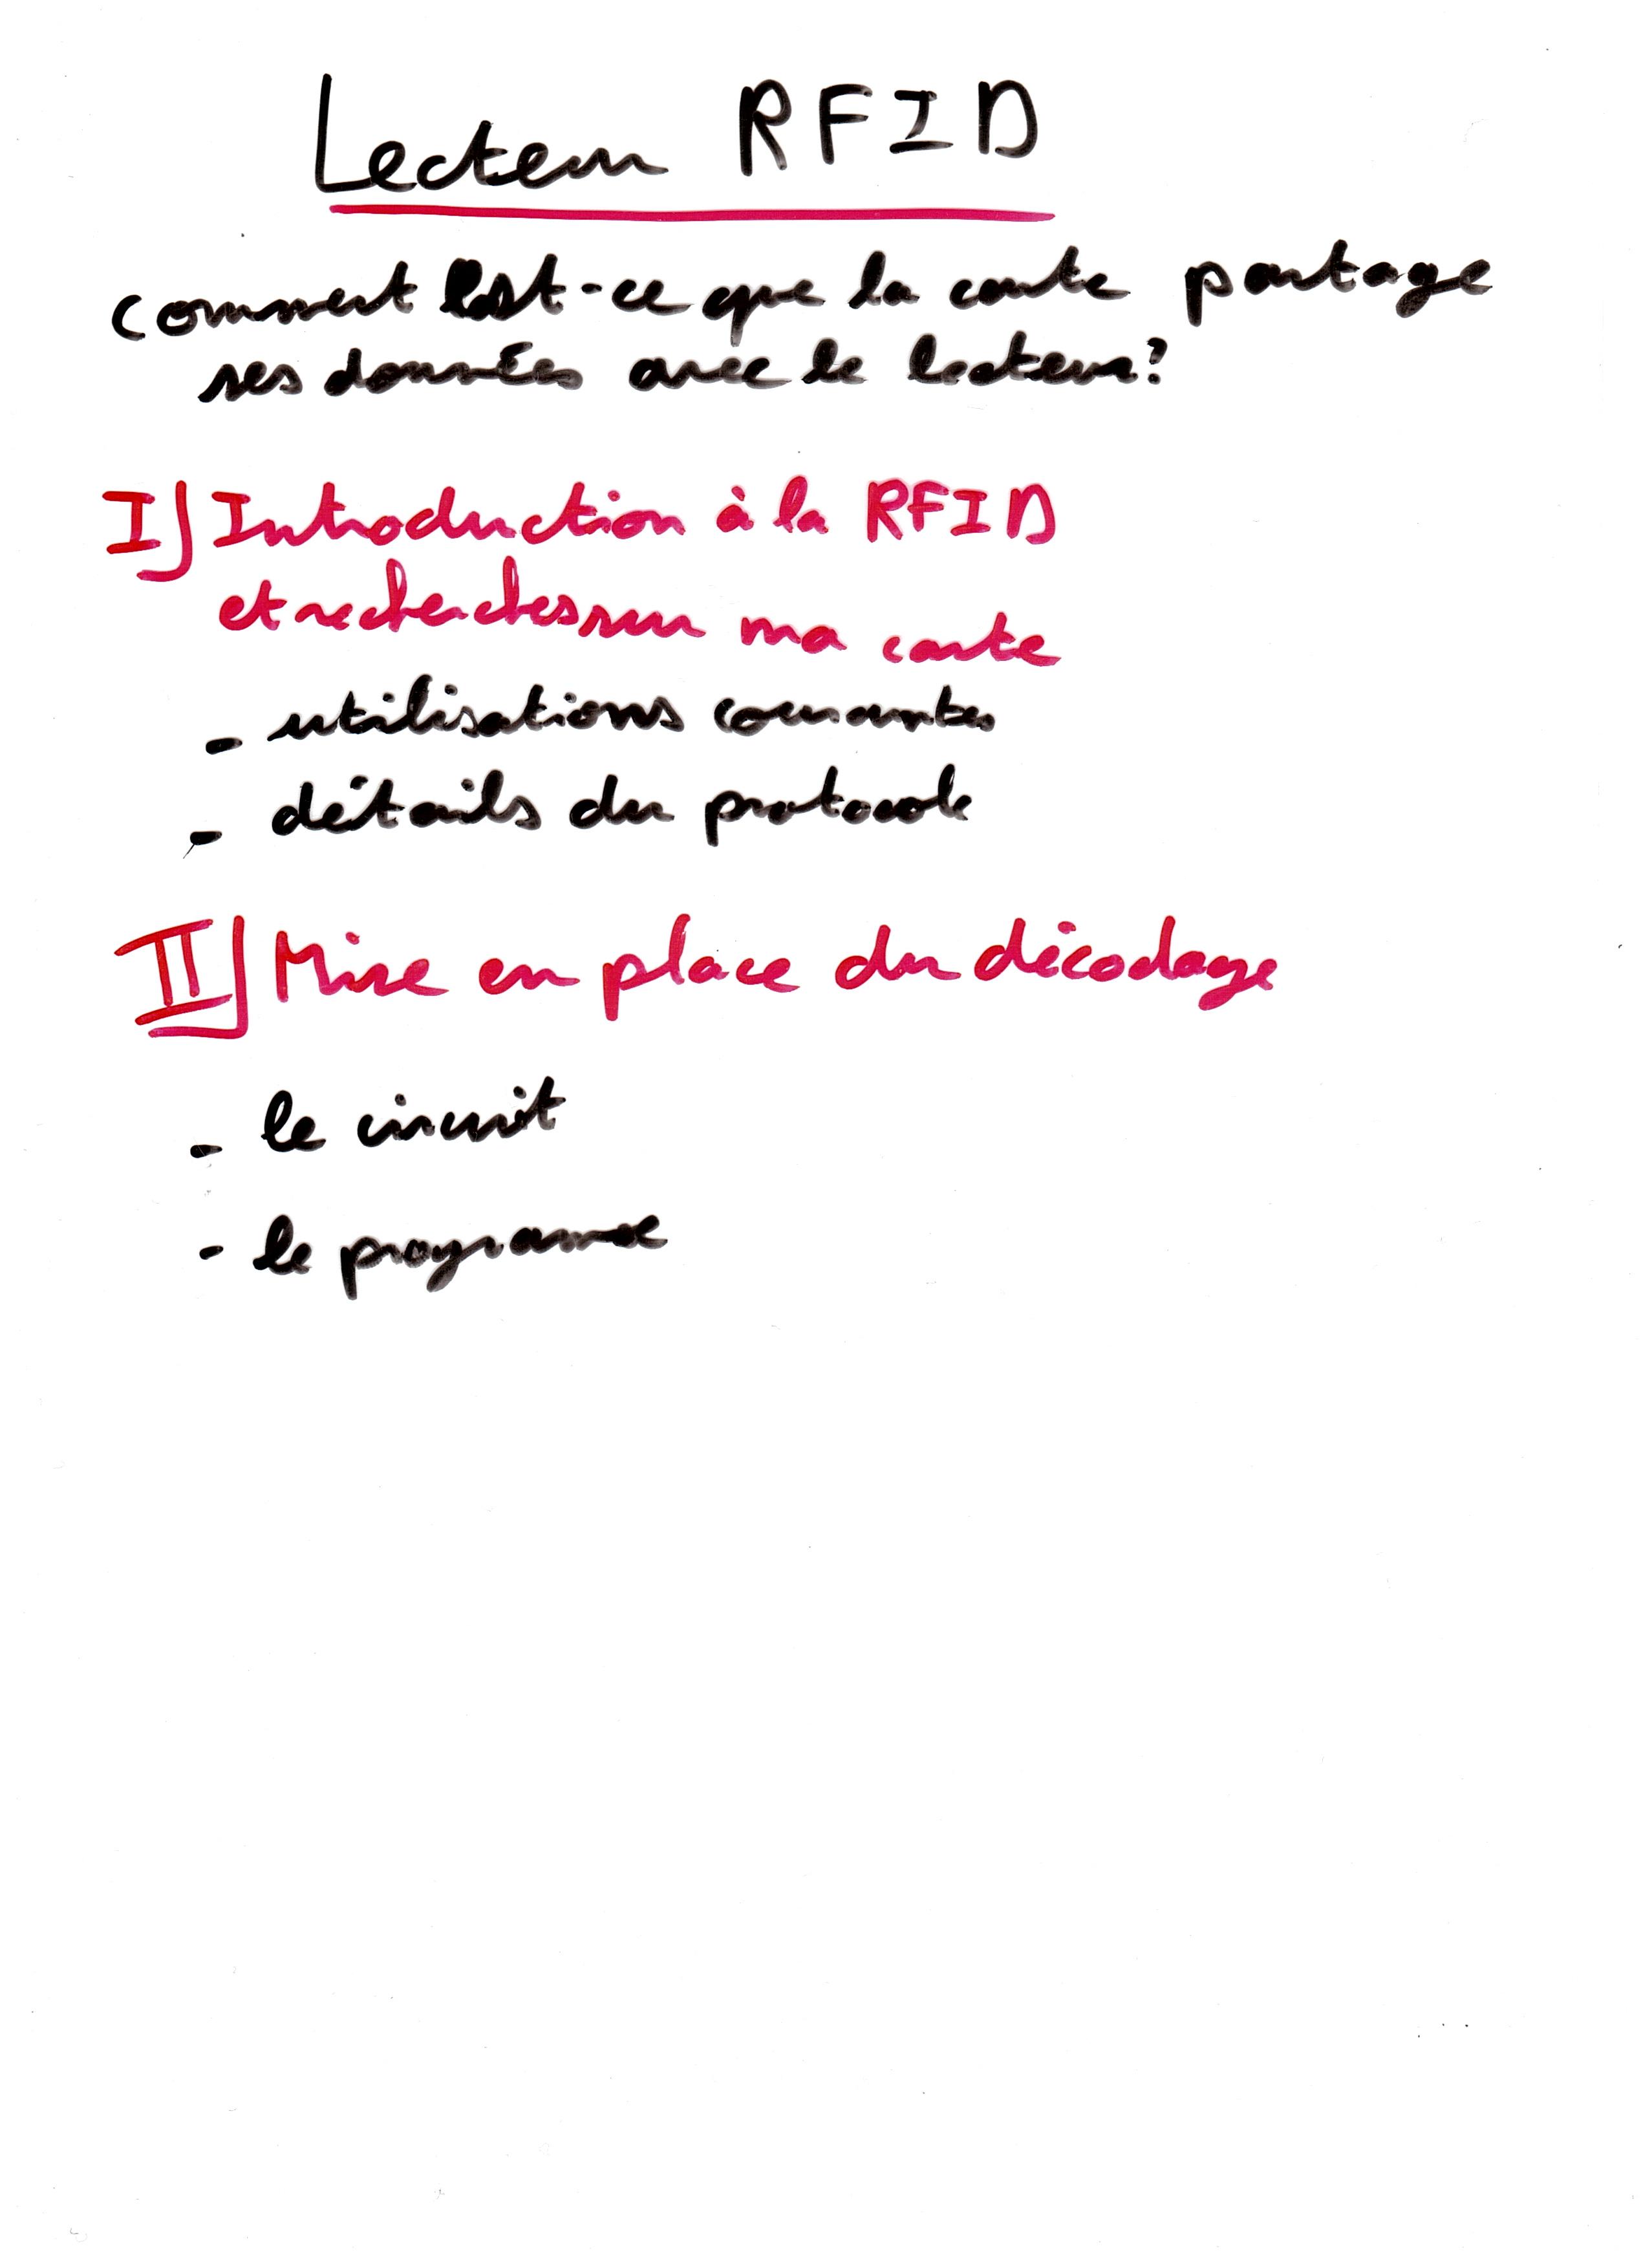 Lecteur RFID
comment est-ce que la carte partage
ses données avec le lecteur?
I] Introduction à la RFID
et recherches sur ma carte
- utilisations courantes
- détails du protocole
II] Mise en place du décodage
- le circuit
- le programme